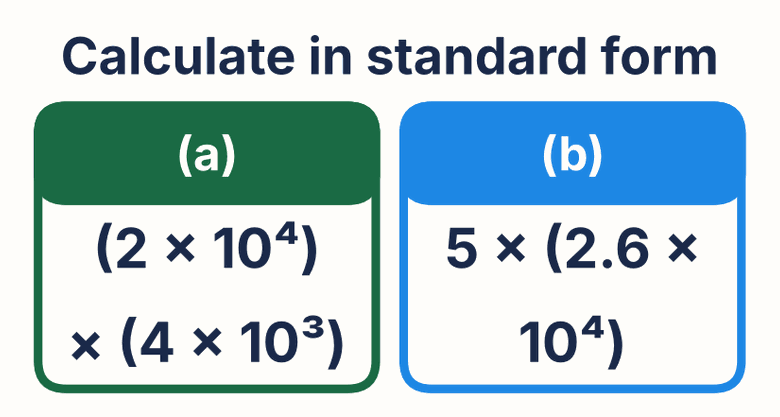 Calculate in standard form
(a)
(2 × 10⁴)
× (4 × 10³)
(b)
5 × (2.6 ×
10⁴)